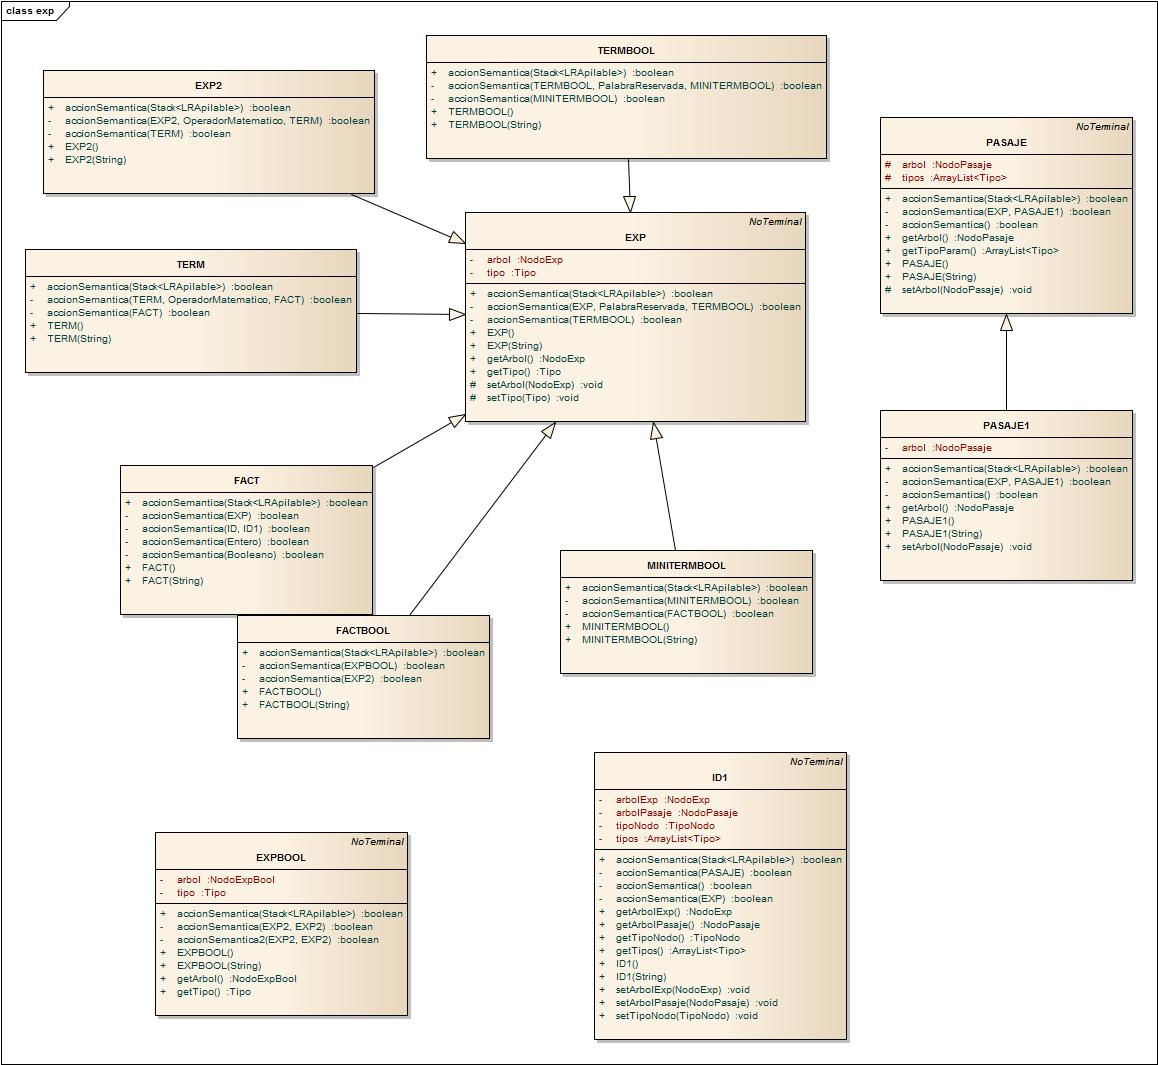 class exp
TERMBOOL
+ accionSemantica(Stack<LRApilable>) :boolean
- accionSemantica(TERMBOOL, PalabraReservada, MINITERMBOOL) :boolean
- accionSemantica(MINITERMBOOL) :boolean
+ TERMBOOL()
+ TERMBOOL(String)
EXP2
+ accionSemantica(Stack<LRApilable>) :boolean
- accionSemantica(EXP2, OperadorMatematico, TERM) :boolean
- accionSemantica(TERM) :boolean
+ EXP2()
+ EXP2(String)
NoTerminal
PASAJE
# arbol :NodoPasaje
# tipos :ArrayList<Tipo>
+ accionSemantica(Stack<LRApilable>) :boolean
- accionSemantica(EXP, PASAJE1) :boolean
- accionSemantica() :boolean
+ getArbol() :NodoPasaje
+ getTipoParam() :ArrayList<Tipo>
+ PASAJE()
+ PASAJE(String)
# setArbol(NodoPasaje) :void
NoTerminal
EXP
- arbol :NodoExp
- tipo :Tipo
+ accionSemantica(Stack<LRApilable>) :boolean
- accionSemantica(EXP, PalabraReservada, TERMBOOL) :boolean
- accionSemantica(TERMBOOL) :boolean
+ EXP()
+ EXP(String)
+ getArbol() :NodoExp
+ getTipo() :Tipo
# setArbol(NodoExp) :void
# setTipo(Tipo) :void
TERM
+ accionSemantica(Stack<LRApilable>) :boolean
- accionSemantica(TERM, OperadorMatematico, FACT) :boolean
- accionSemantica(FACT) :boolean
+ TERM()
+ TERM(String)
PASAJE1
- arbol :NodoPasaje
+ accionSemantica(Stack<LRApilable>) :boolean
- accionSemantica(EXP, PASAJE1) :boolean
- accionSemantica() :boolean
+ getArbol() :NodoPasaje
+ PASAJE1()
+ PASAJE1(String)
+ setArbol(NodoPasaje) :void
FACT
+ accionSemantica(Stack<LRApilable>) :boolean
- accionSemantica(EXP) :boolean
- accionSemantica(ID, ID1) :boolean
- accionSemantica(Entero) :boolean
- accionSemantica(Booleano) :boolean
+ FACT()
+ FACT(String)
MINITERMBOOL
+ accionSemantica(Stack<LRApilable>) :boolean
- accionSemantica(MINITERMBOOL) :boolean
- accionSemantica(FACTBOOL) :boolean
+ MINITERMBOOL()
+ MINITERMBOOL(String)
FACTBOOL
+ accionSemantica(Stack<LRApilable>) :boolean
- accionSemantica(EXPBOOL) :boolean
- accionSemantica(EXP2) :boolean
+ FACTBOOL()
+ FACTBOOL(String)
NoTerminal
ID1
- arbolExp :NodoExp
- arbolPasaje :NodoPasaje
- tipoNodo :TipoNodo
- tipos :ArrayList<Tipo>
+ accionSemantica(Stack<LRApilable>) :boolean
- accionSemantica(PASAJE) :boolean
- accionSemantica() :boolean
- accionSemantica(EXP) :boolean
+ getArbolExp() :NodoExp
+ getArbolPasaje() :NodoPasaje
+ getTipoNodo() :TipoNodo
+ getTipos() :ArrayList<Tipo>
+ ID1()
+ ID1(String)
+ setArbolExp(NodoExp) :void
+ setArbolPasaje(NodoPasaje) :void
+ setTipoNodo(TipoNodo) :void
NoTerminal
EXPBOOL
- arbol :NodoExpBool
- tipo :Tipo
+ accionSemantica(Stack<LRApilable>) :boolean
- accionSemantica(EXP2, EXP2) :boolean
- accionSemantica2(EXP2, EXP2) :boolean
+ EXPBOOL()
+ EXPBOOL(String)
+ getArbol() :NodoExpBool
+ getTipo() :Tipo